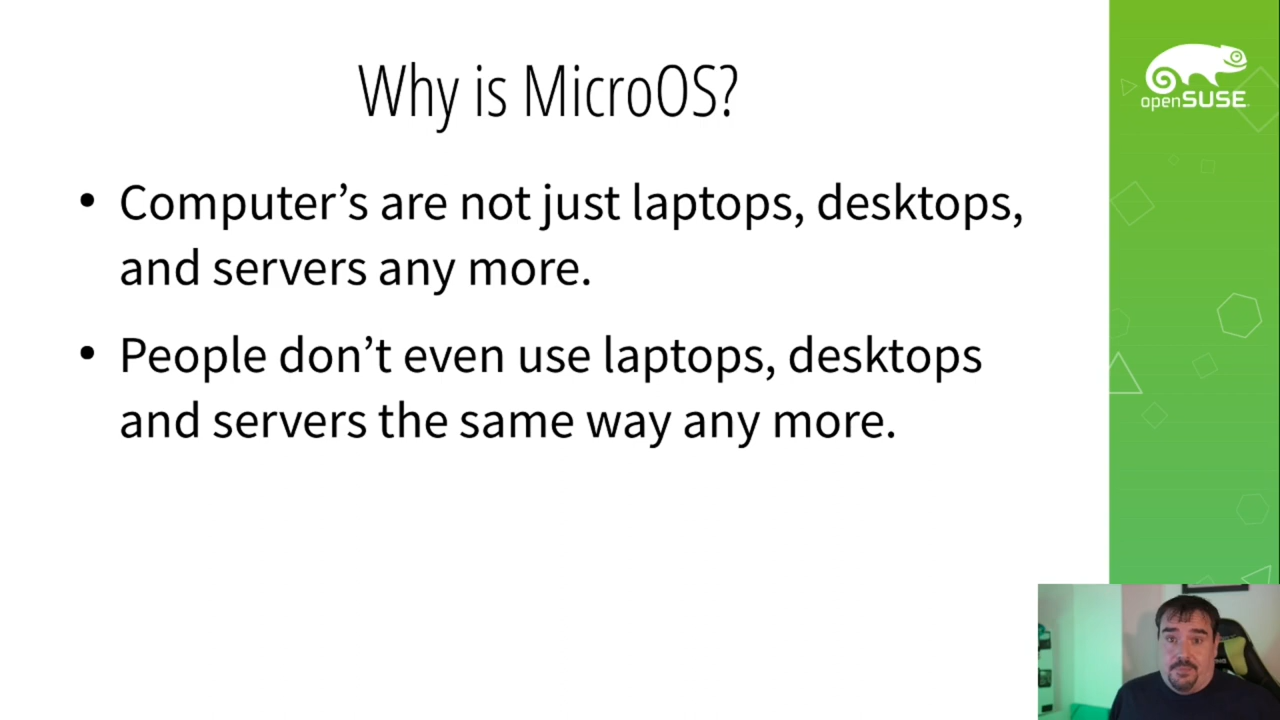 Why is MicroOS?
openSUSE
• Computer’s are not just laptops, desktops,
and servers any more.
• People don’t even use laptops, desktops
and servers the same way any more.